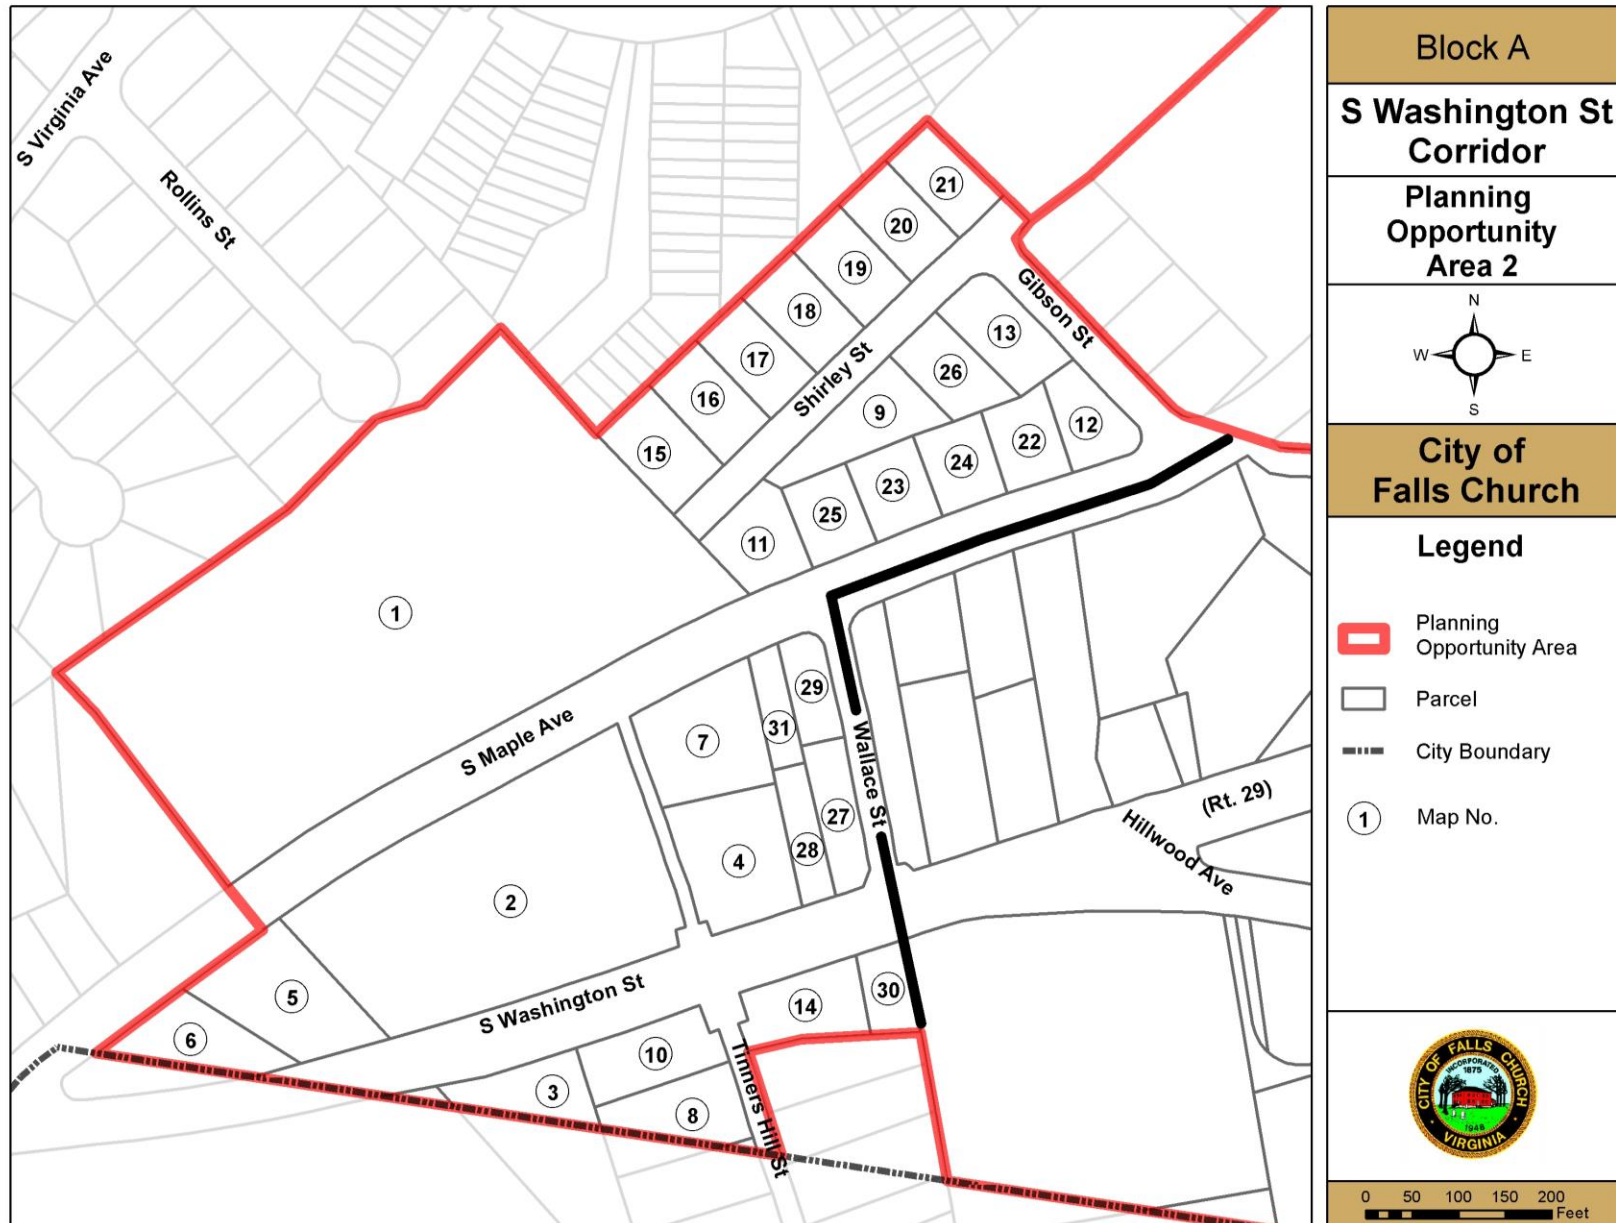 S Virginia Ave
Rollins St
Gibson St
Shirley St
S Maple Ave
Wallace St
(Rt. 29)
Hillwood Ave
S Washington St
Tinners Hill St
21
20
19
18
17
16
15
13
26
9
12
22
24
23
25
11
1
29
7
31
27
4
28
2
5
6
30
14
10
3
8
Block A
S Washington St
Corridor
Planning
Opportunity
Area 2
N
W
E
S
City of
Falls Church
Legend
Planning
Opportunity Area
Parcel
City Boundary
1
Map No.
CITY OF FALLS CHURCH
INCORPORATED
1875
1948
VIRGINIA
0 50 100 150 200
Feet